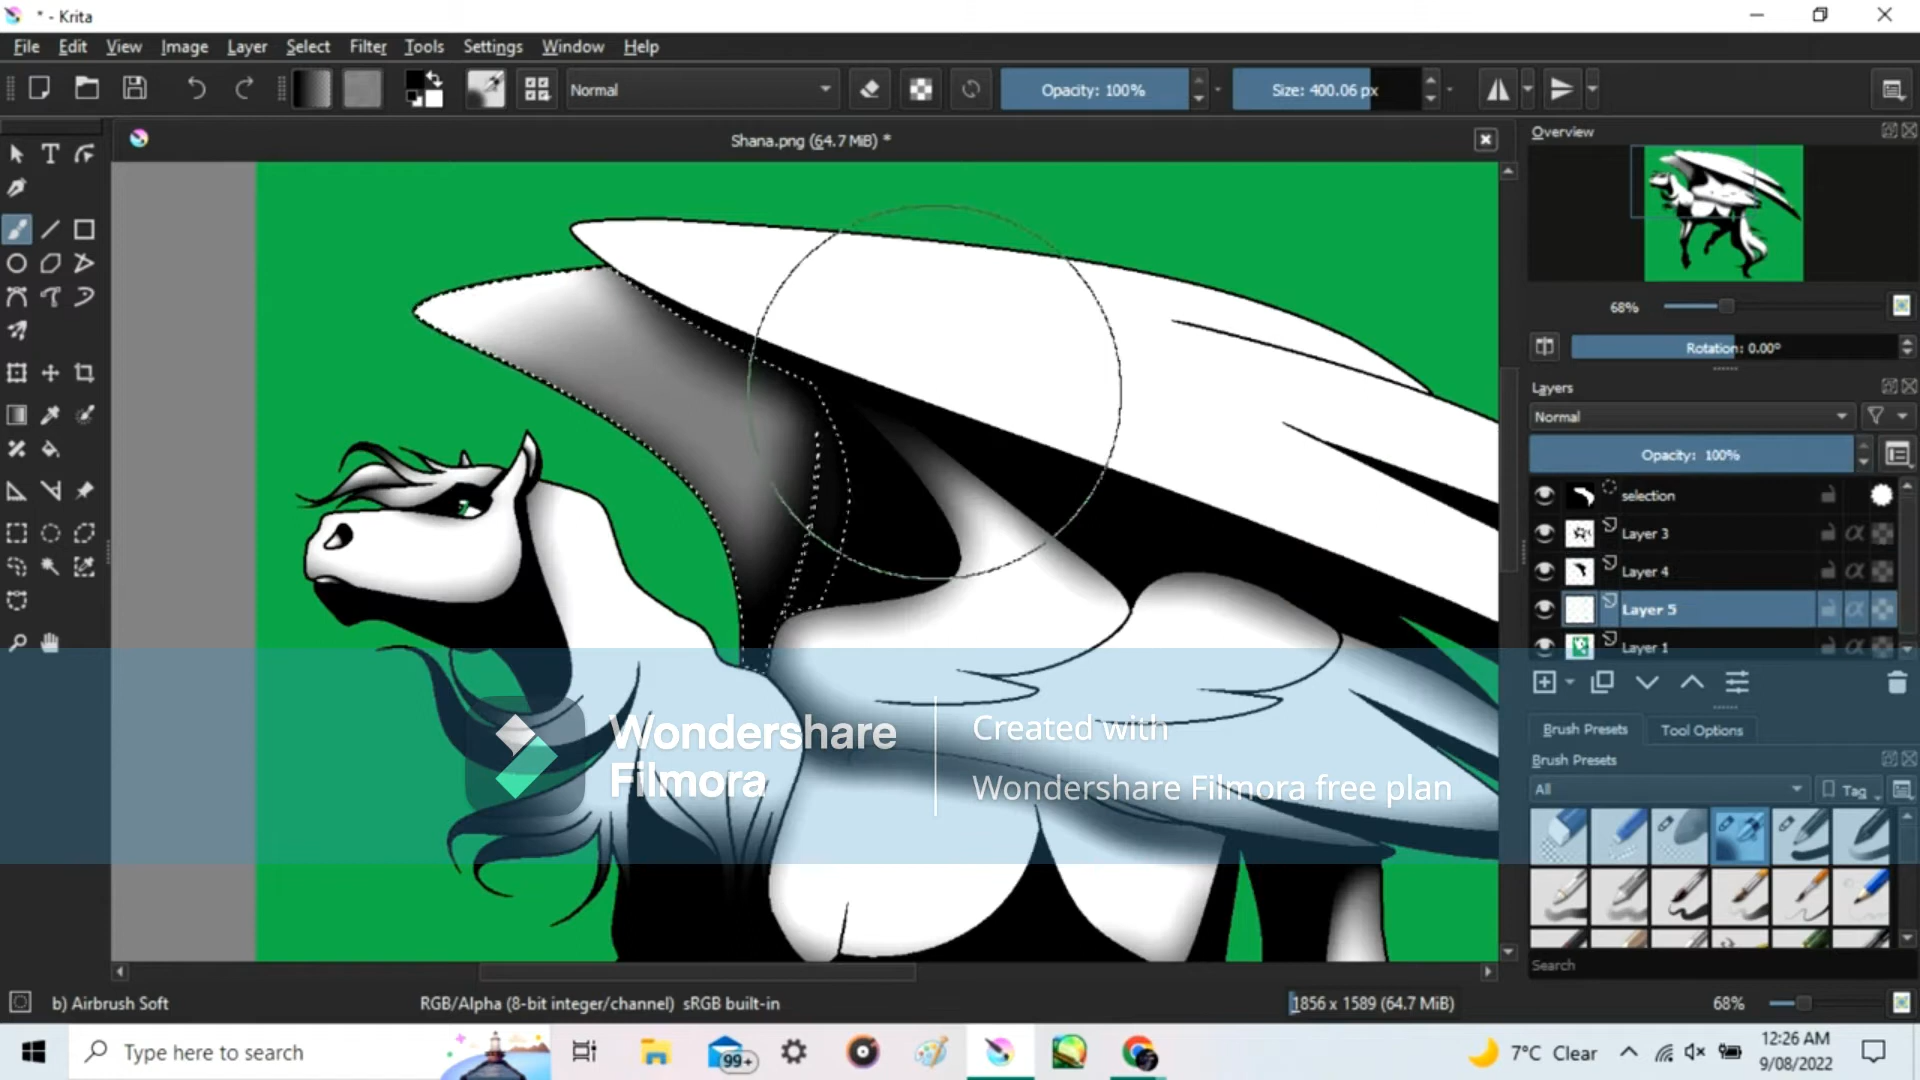 * - Krita
File Edit View Image Layer Select Filter Tools Settings Window Help
Normal
Opacity: 100%
Size: 400.06 px
Shana.png (64.7 MiB) *
Overview
68%
Rotation: 0.00°
Layers
Normal
Opacity: 100%
selection
Layer 3
Layer 4
Layer 5
Layer 1
Brush Presets Tool Options
Brush Presets
All
Tag
Search
Wondershare
Filmora
Created with
Wondershare Filmora free plan
b) Airbrush Soft
RGB/Alpha (8-bit integer/channel) sRGB built-in
1856 x 1589 (64.7 MiB)
68%
Type here to search
99+
7°C Clear
12:26 AM
9/08/2022